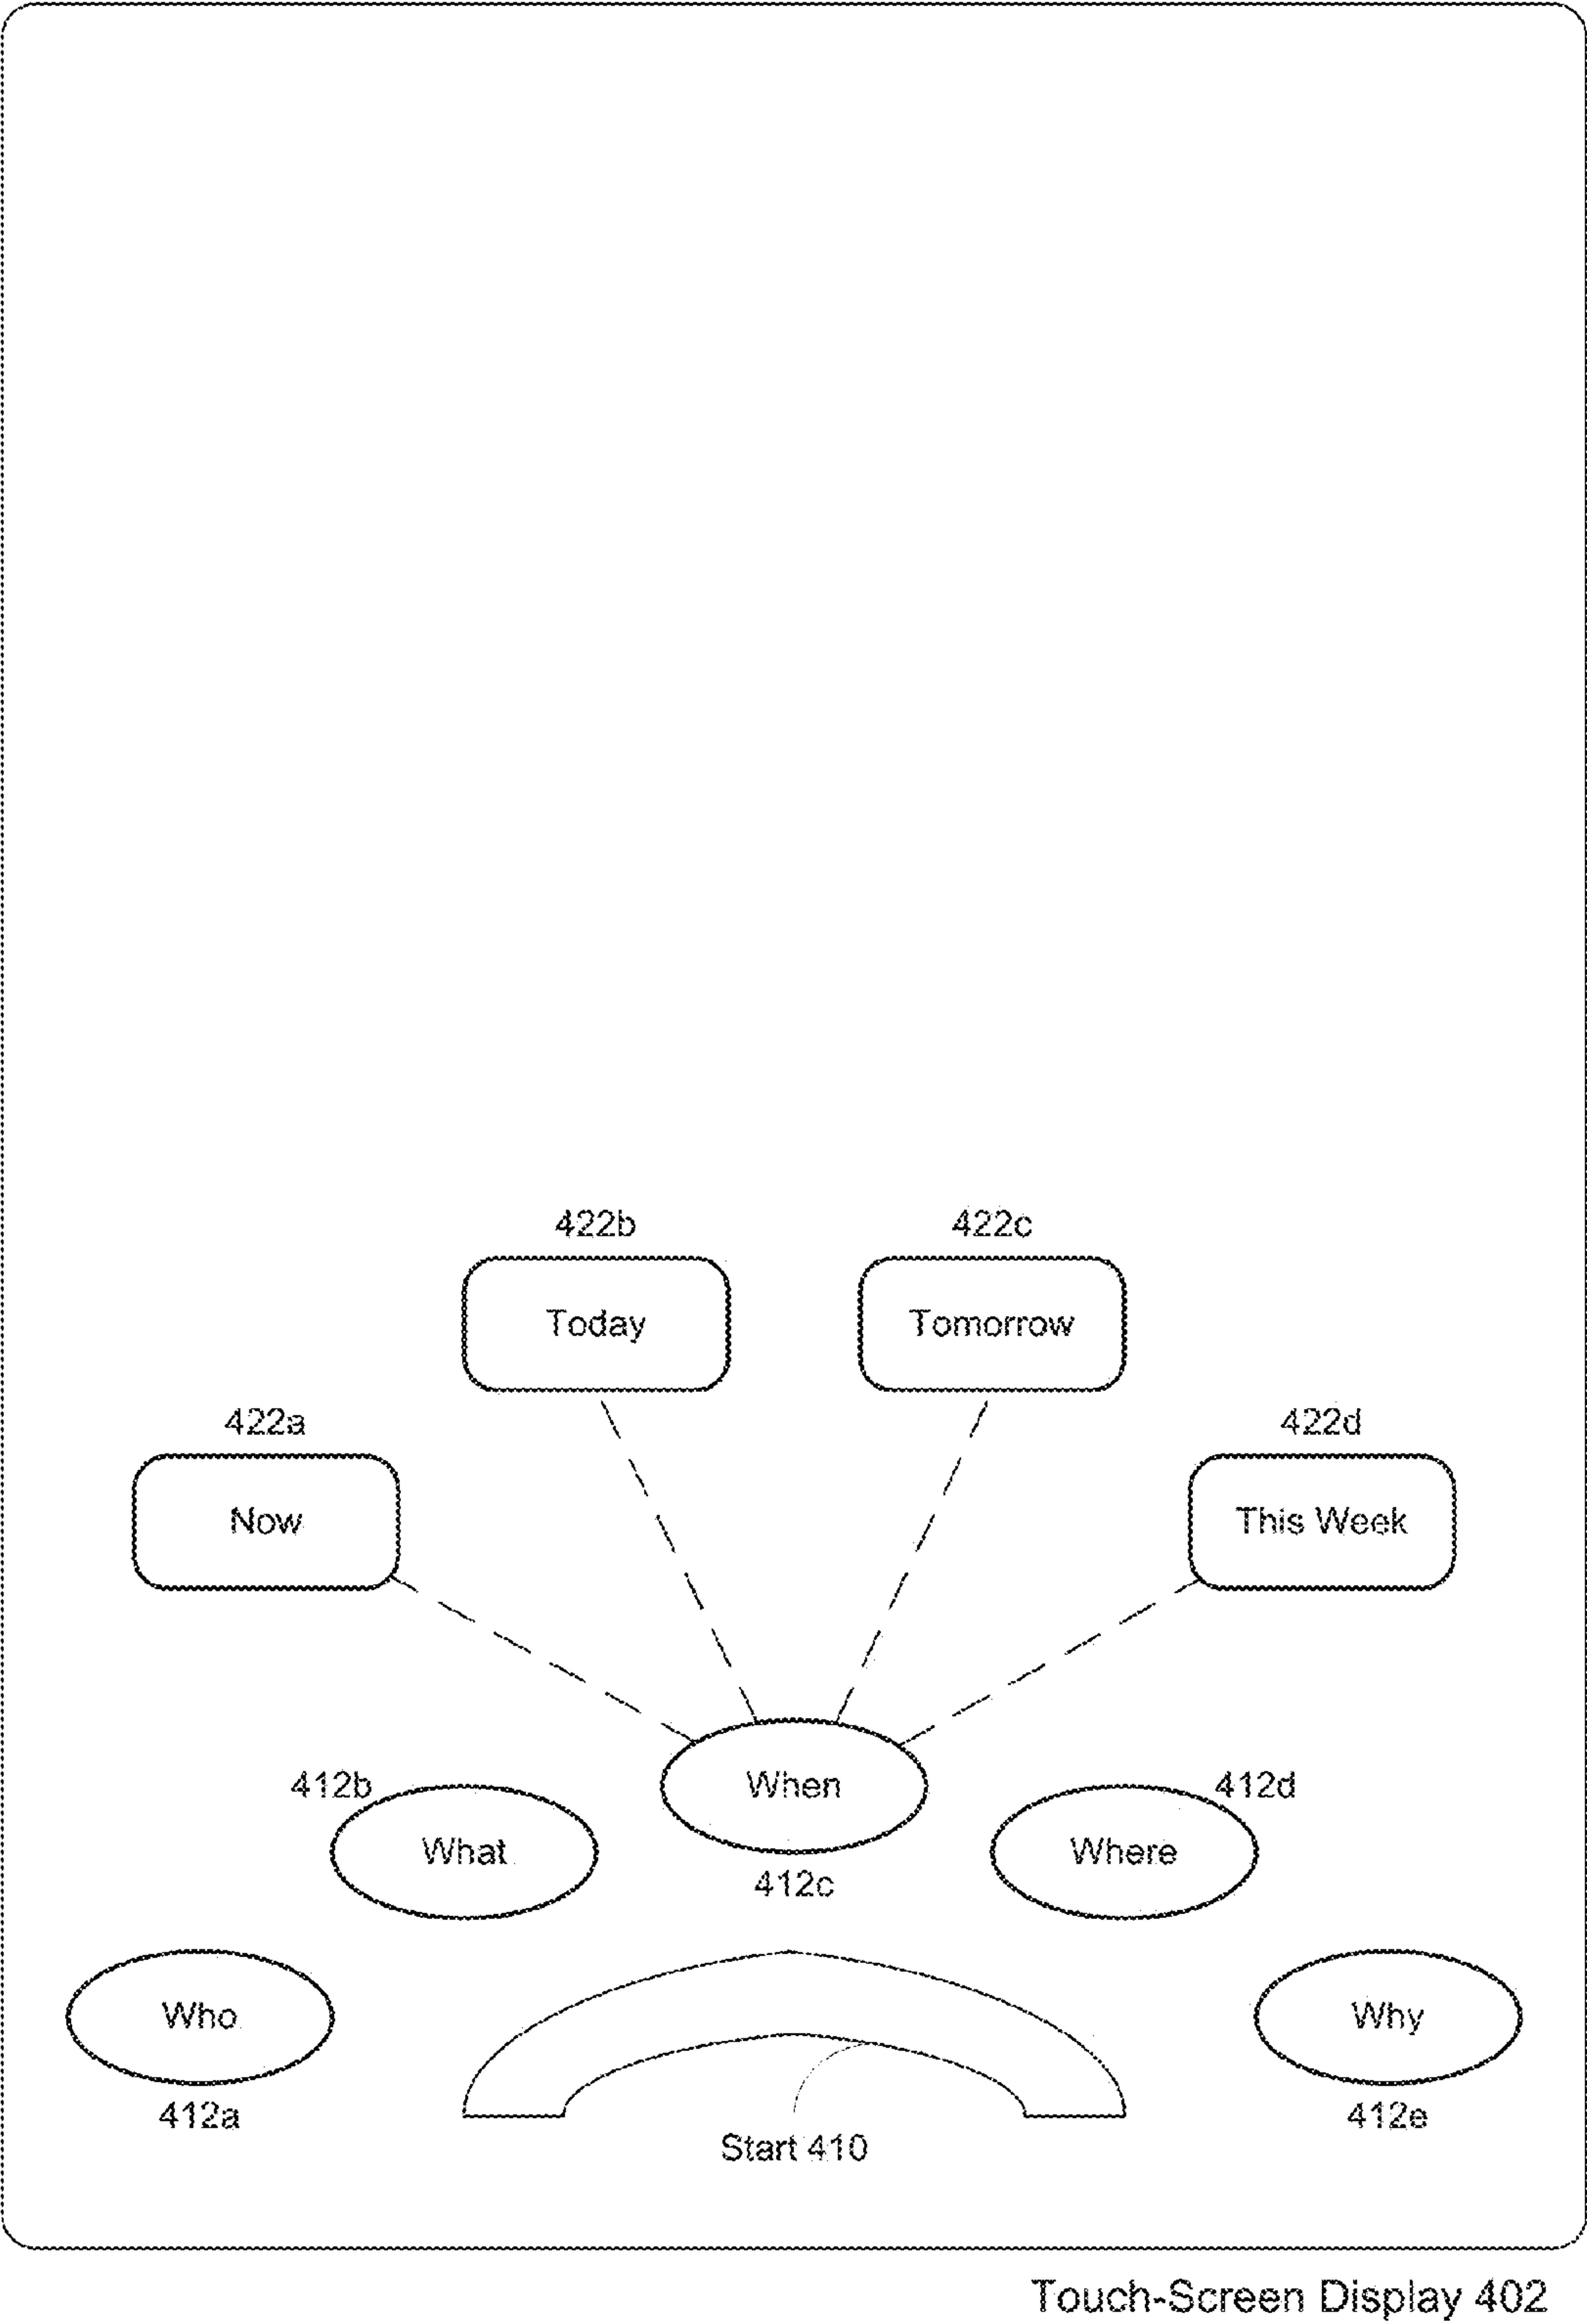 422b
422c
Today
Tomorrow
422a
422d
Now
This Week
When
412b
412d
What
Where
412c
Who
Why
412a
412e
Start 410
Touch-Screen Display 402